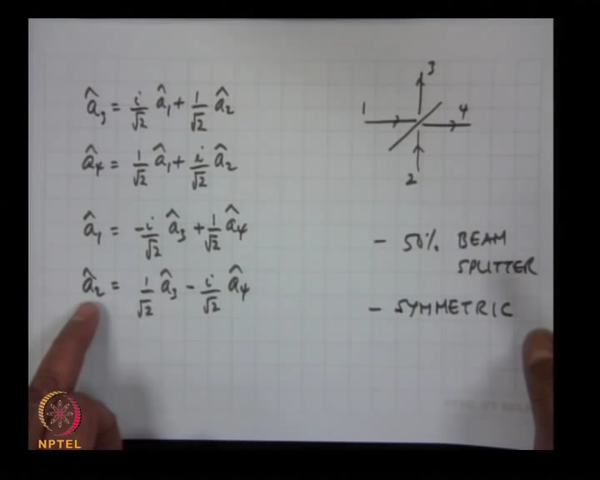 â₃ = i/√2 â₁ + 1/√2 â₂
â₄ = 1/√2 â₁ + i/√2 â₂
â₁ = -i/√2 â₃ + 1/√2 â₄
â₂ = 1/√2 â₃ - i/√2 â₄
3
1
4
2
- 50% BEAM
SPLITTER
- SYMMETRIC
NPTEL